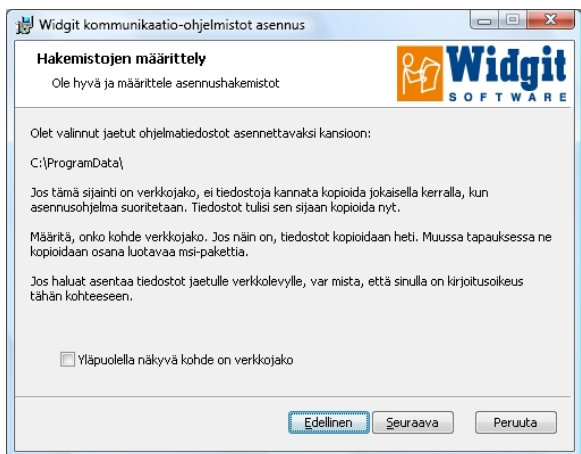 Widgit kommunikaatio-ohjelmistot asennus
Hakemistojen määrittely
Ole hyvä ja määrittele asennushakemistot
Widgit
SOFTWARE
Olet valinnut jaetut ohjelmatiedostot asennettavaksi kansioon:
C:\ProgramData\
Jos tämä sijainti on verkkojako, ei tiedostoja kannata kopioida jokaisella kerralla, kun
asennusohjelma suoritetaan. Tiedostot tulisi sen sijaan kopioida nyt.
Määritä, onko kohde verkkojako. Jos näin on, tiedostot kopioidaan heti. Muussa tapauksessa ne
kopioidaan osana luotavaa msi-pakettia.
Jos haluat asentaa tiedostot jaetulle verkkolevylle, var mista, että sinulla on kirjoitusoikeus
tähän kohteeseen.
Yläpuolella näkyvä kohde on verkkojako
Edellinen Seuraava Peruuta